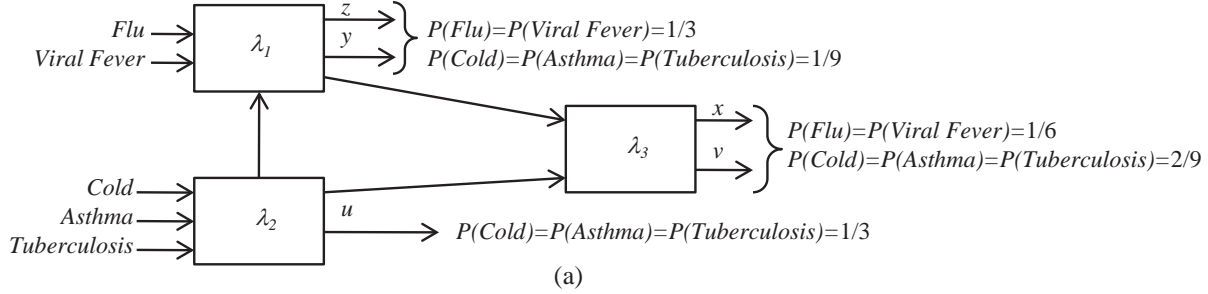 Flu
Viral Fever
λ1
z
y
P(Flu)=P(Viral Fever)=1/3
P(Cold)=P(Asthma)=P(Tuberculosis)=1/9
λ3
x
v
P(Flu)=P(Viral Fever)=1/6
P(Cold)=P(Asthma)=P(Tuberculosis)=2/9
Cold
Asthma
Tuberculosis
λ2
u
P(Cold)=P(Asthma)=P(Tuberculosis)=1/3
(a)